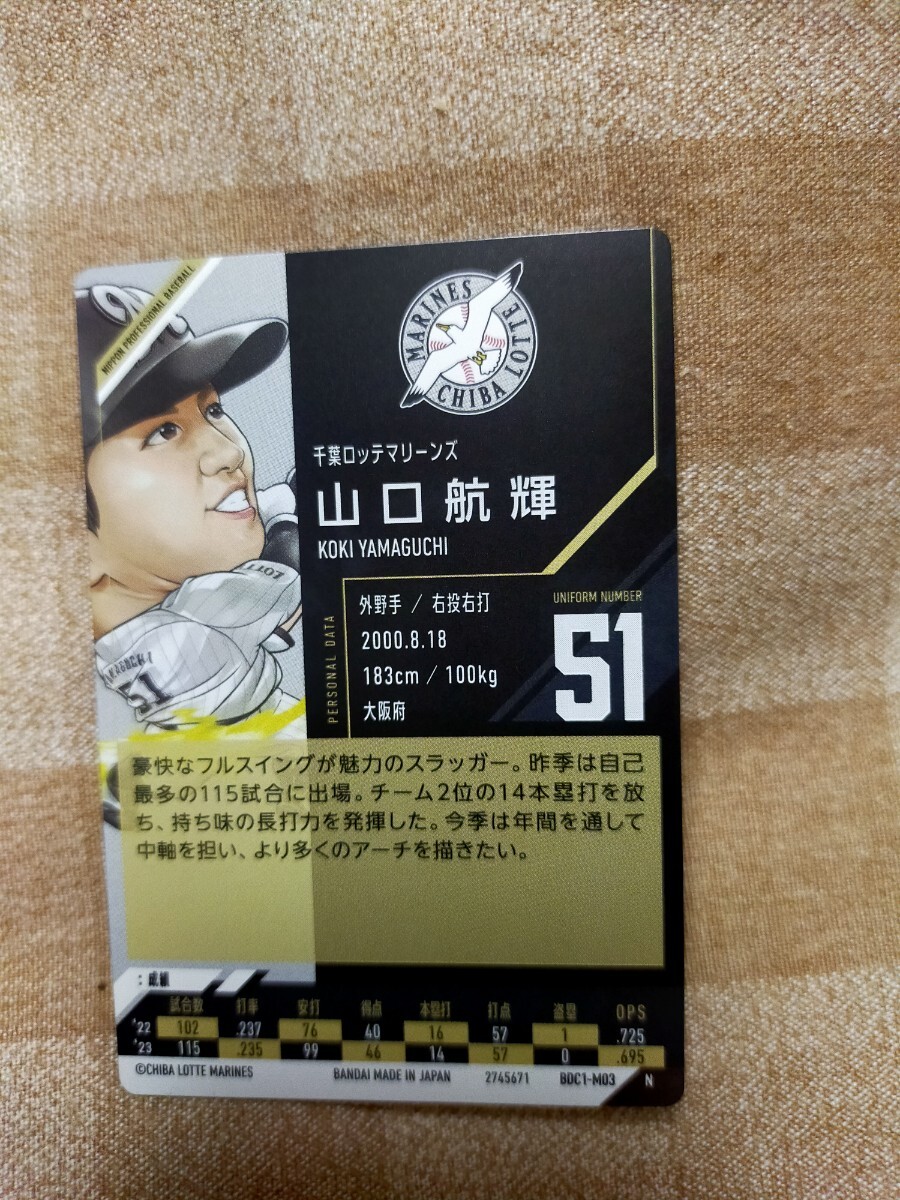 NIPPON PROFESSIONAL BASEBALL
MARINES
CHIBA LOTTE
千葉ロッテマリーンズ
山口航輝
KOKI YAMAGUCHI
PERSONAL DATA
外野手 / 右投右打
2000.8.18
183cm / 100kg
大阪府
UNIFORM NUMBER
51
51
豪快なフルスイングが魅力のスラッガー。昨季は自己
最多の115試合に出場。チーム2位の14本塁打を放
ち、持ち味の長打力を発揮した。今季は年間を通して
中軸を担い、より多くのアーチを描きたい。
:成績
試合数 打率 安打 得点 本塁打 打点 盗塁 OPS
'22 102 .237 76 40 16 57 1 .725
'23 115 .235 99 46 14 57 0 .695
©CHIBA LOTTE MARINES BANDAI MADE IN JAPAN 2745671 BDC1-M03 N